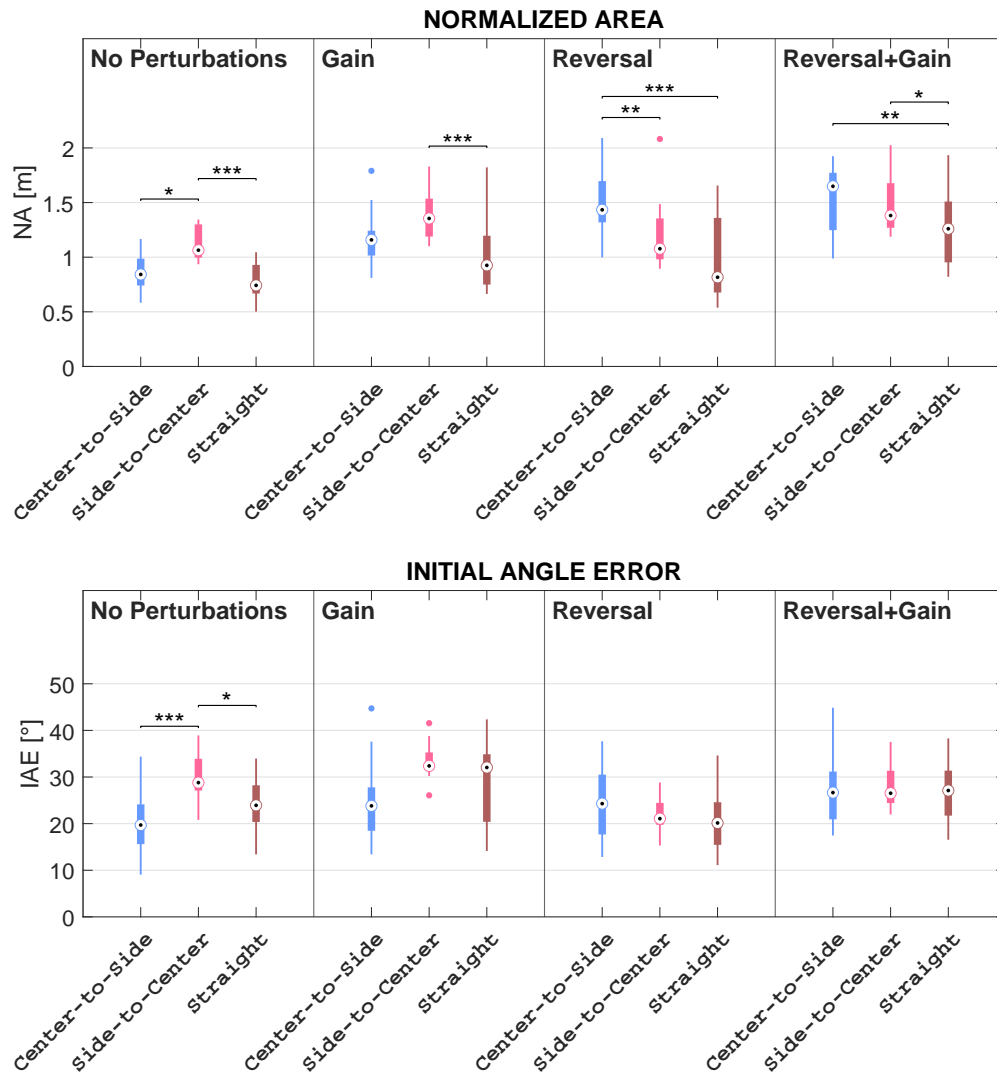 NORMALIZED AREA
No Perturbations Gain Reversal Reversal+Gain
*** *
*** ** **
* ***
NA [m]
2
1.5
1
0.5
0
Center-to-Side Side-to-Center Straight Center-to-Side Side-to-Center Straight Center-to-Side Side-to-Center Straight Center-to-Side Side-to-Center Straight
INITIAL ANGLE ERROR
No Perturbations Gain Reversal Reversal+Gain
*** *
IAE [°]
50
40
30
20
10
0
Center-to-Side Side-to-Center Straight Center-to-Side Side-to-Center Straight Center-to-Side Side-to-Center Straight Center-to-Side Side-to-Center Straight